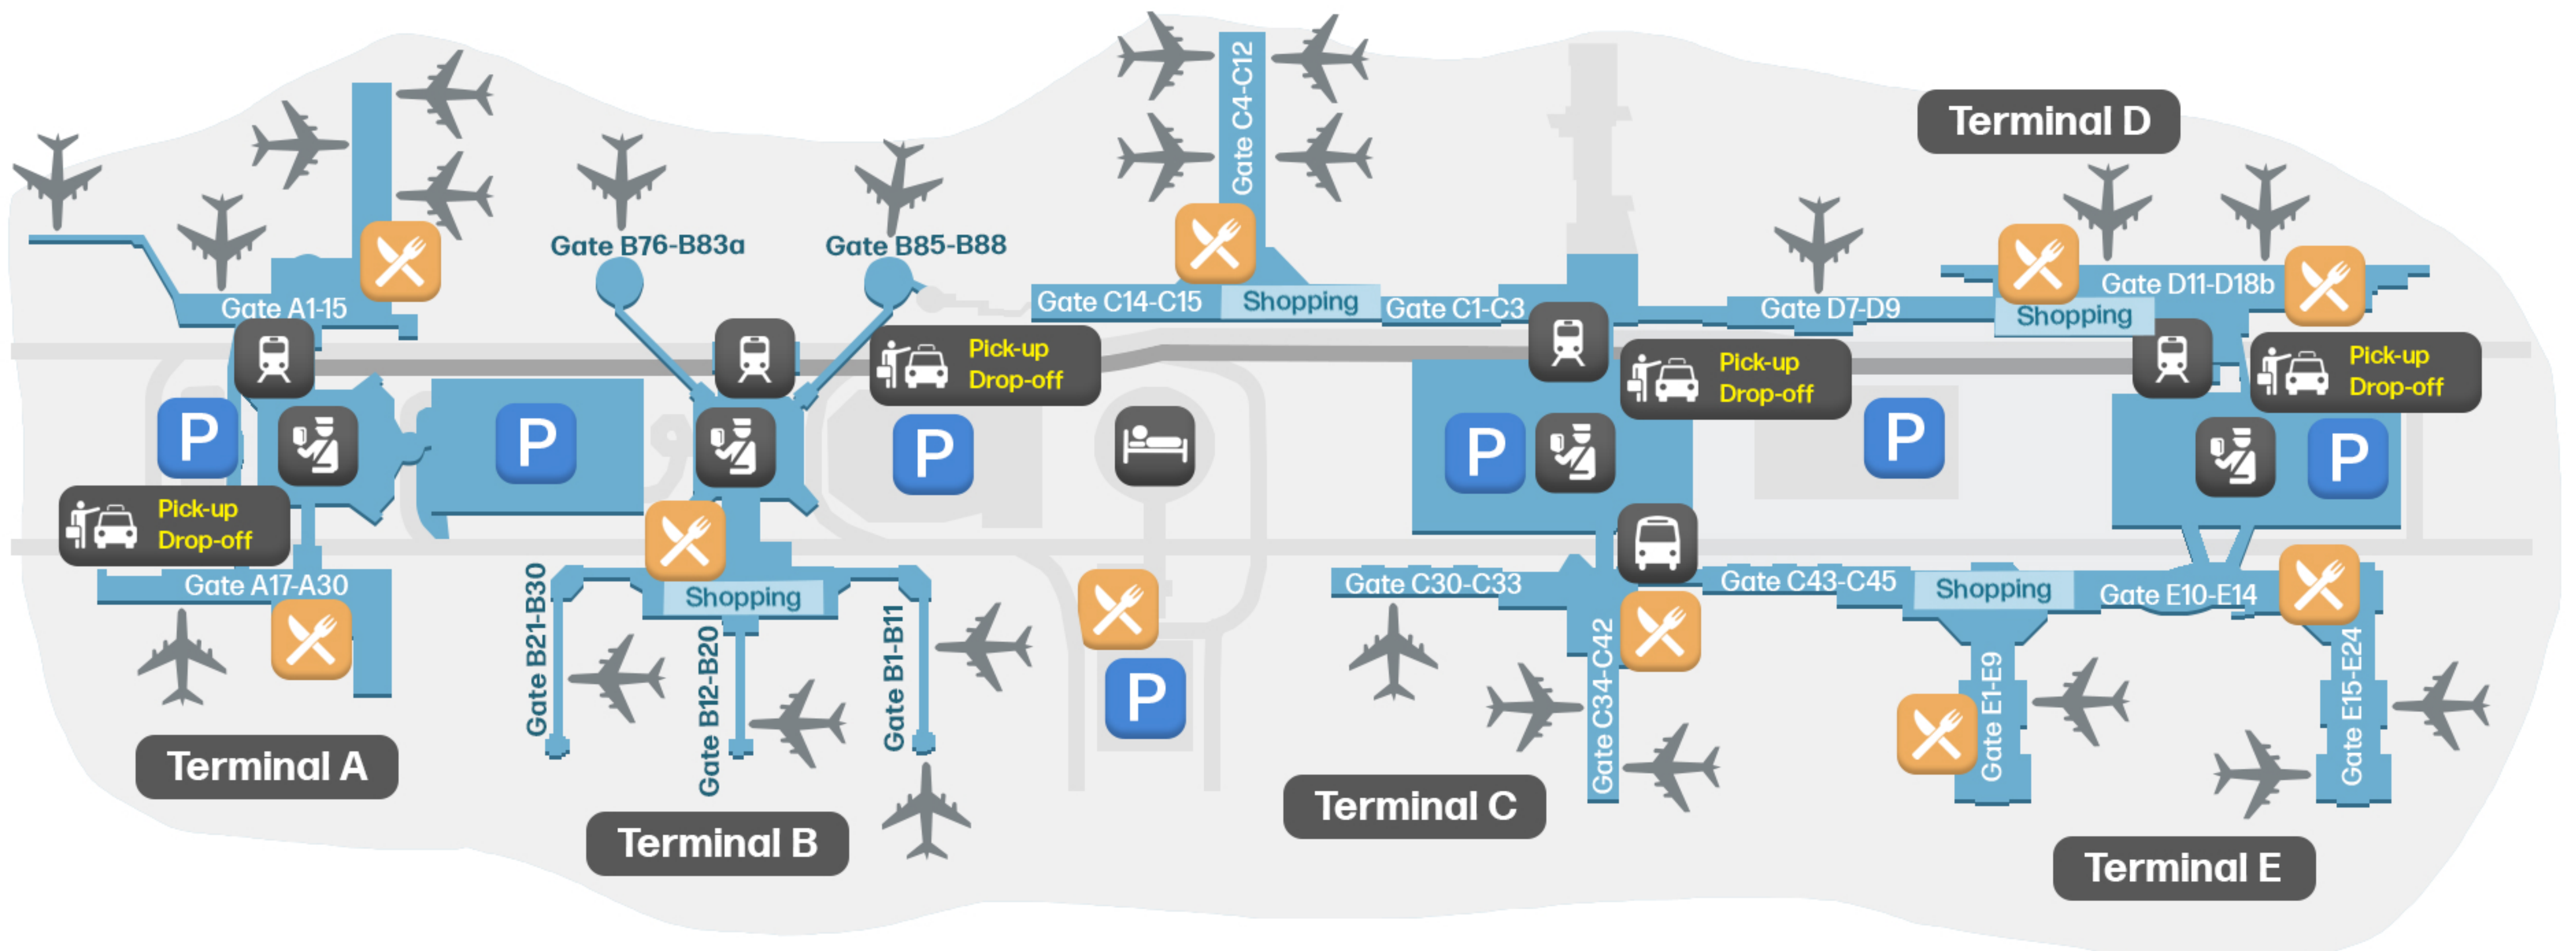 Gate C4-C12
Terminal D
Gate B76-B83a
Gate B85-B88
Gate A1-15
Gate C14-C15
Shopping
Gate C1-C3
Gate D7-D9
Gate D11-D18b
Shopping
Pick-up
Drop-off
Pick-up
Drop-off
Pick-up
Drop-off
P
P
P
P
P
P
Pick-up
Drop-off
Gate A17-A30
Gate B21-B30
Shopping
Gate B12-B20
Gate B1-B11
Gate C30-C33
Gate C34-C42
Gate C43-C45
Shopping
Gate E10-E14
Gate E1-E9
Gate E15-E24
P
Terminal A
Terminal B
Terminal C
Terminal E